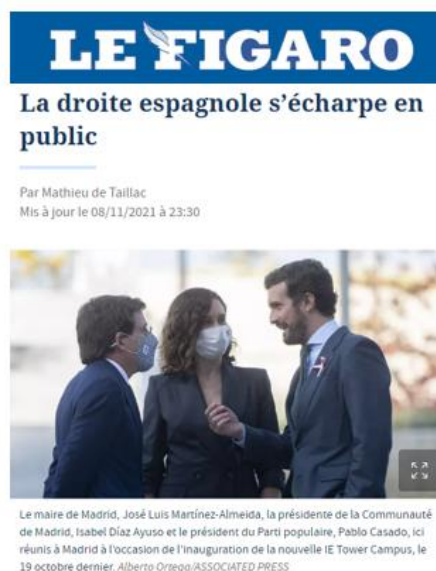 LE FIGARO
La droite espagnole s'écharpe en
public
Par Mathieu de Taillac
Mis à jour le 08/11/2021 à 23:30
Le maire de Madrid, José Luis Martínez-Almeida, la présidente de la Communauté
de Madrid, Isabel Díaz Ayuso et le président du Parti populaire, Pablo Casado, ici
réunis à Madrid à l'occasion de l'inauguration de la nouvelle IE Tower Campus, le
19 octobre dernier. Alberto Ortega/ASSOCIATED PRESS